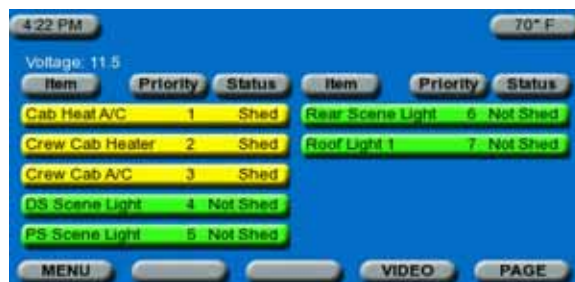 4:22 PM 70° F
Voltage: 11.5
Item Priority Status Item Priority Status
Cab Heat A/C 1 Shed Rear Scene Light 6 Not Shed
Crew Cab Heater 2 Shed Roof Light 1 7 Not Shed
Crew Cab A/C 3 Shed
DS Scene Light 4 Not Shed
PS Scene Light 5 Not Shed
MENU VIDEO PAGE